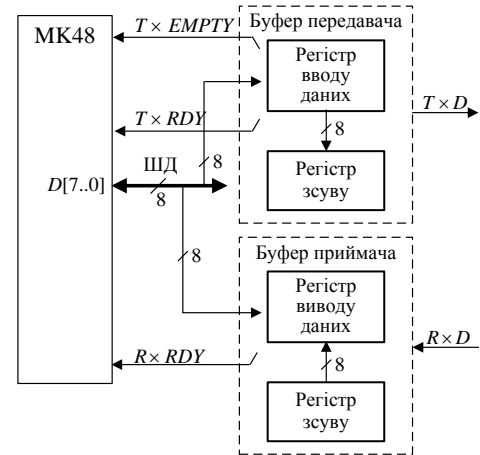 МК48
T × EMPTY
Буфер передавача
Регістр
вводу
даних
T × RDY
T × D
8
ШД
8
D[7..0]
8
Регістр
зсуву
Буфер приймача
8
Регістр
виводу
даних
R × D
R × RDY
8
Регістр
зсуву